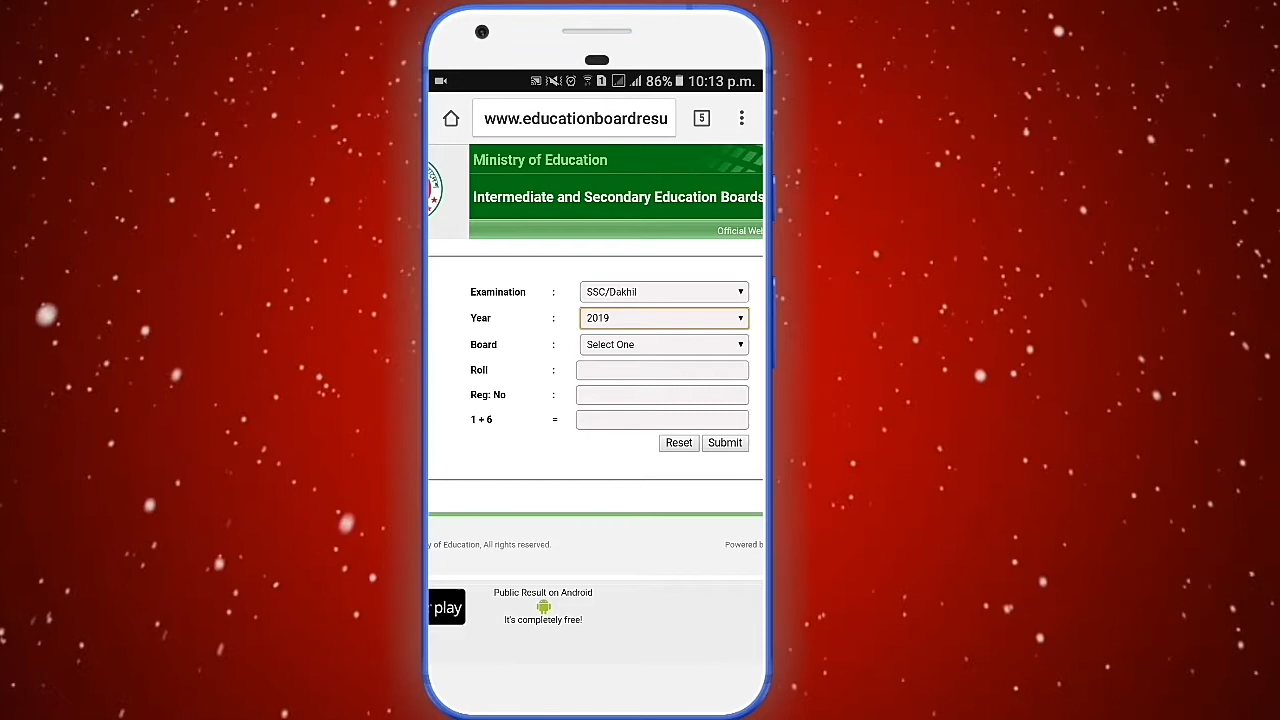 86% 10:13 p.m.
www.educationboardresu
5
Ministry of Education
Intermediate and Secondary Education Boards
Official Wel
Examination : SSC/Dakhil
Year : 2019
Board : Select One
Roll :
Reg: No :
1 + 6 =
Reset Submit
y of Education, All rights reserved. Powered b
play
Public Result on Android
It's completely free!